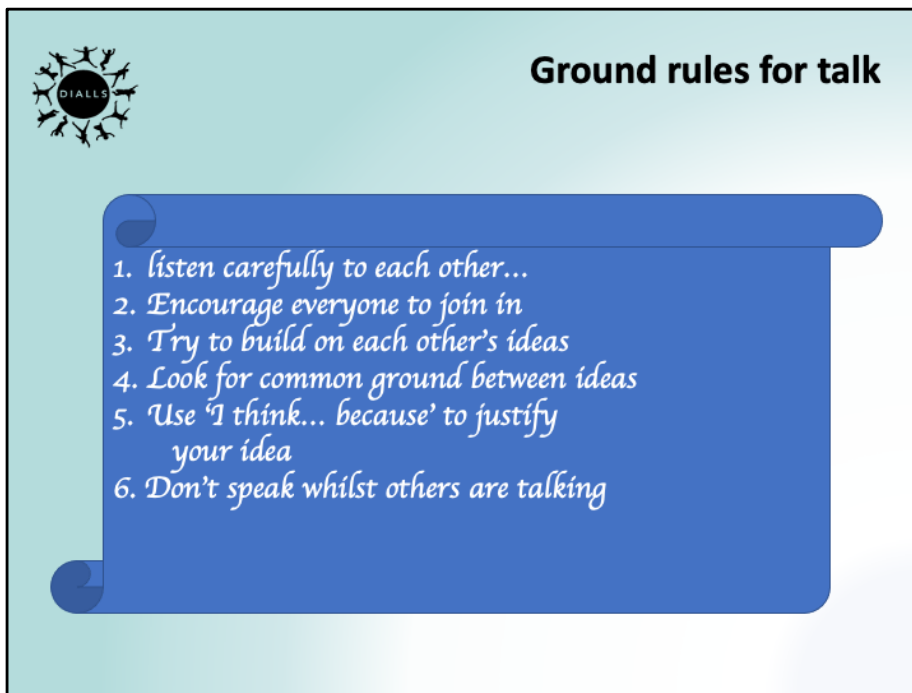 DIALLS
Ground rules for talk
1. listen carefully to each other...
2. Encourage everyone to join in
3. Try to build on each other's ideas
4. Look for common ground between ideas
5. Use 'I think... because' to justify
your idea
6. Don't speak whilst others are talking